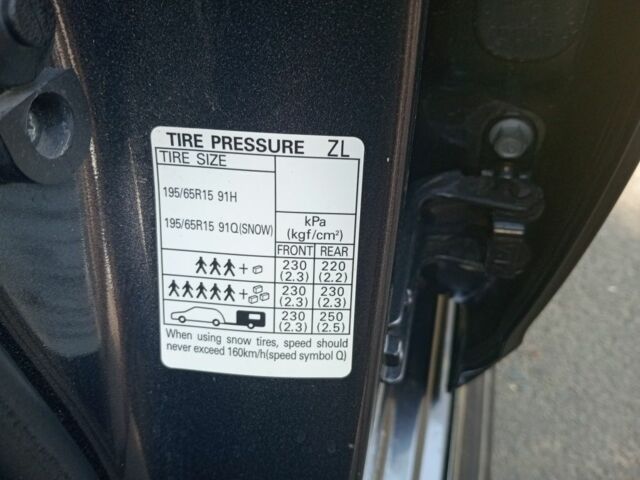 TIRE PRESSURE ZL
TIRE SIZE
195/65R15 91H
195/65R15 91Q(SNOW)
kPa
(kgf/cm²)
FRONT REAR
+ 230 220
(2.3) (2.2)
+ 230 230
(2.3) (2.3)
230 250
(2.3) (2.5)
When using snow tires, speed should
never exceed 160km/h(speed symbol Q)